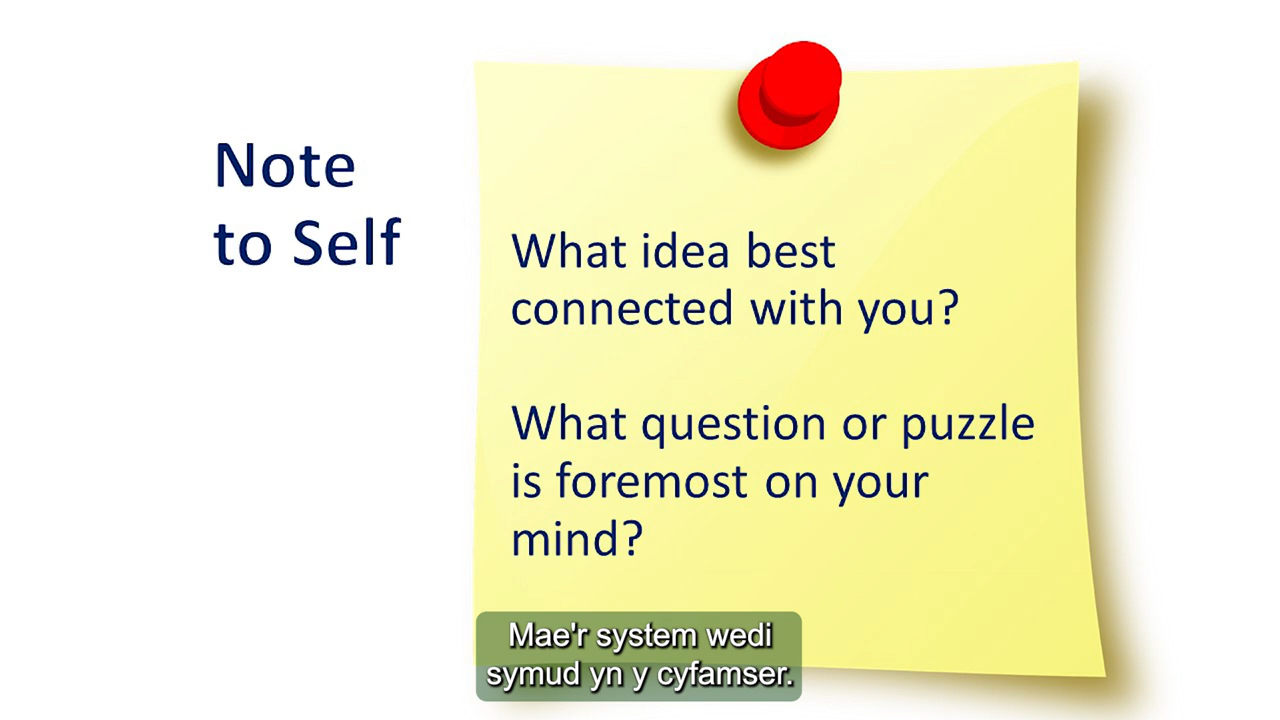 Note
to Self
What idea best
connected with you?
What question or puzzle
is foremost on your
mind?
Mae'r system wedi
symud yn y cyfamser.